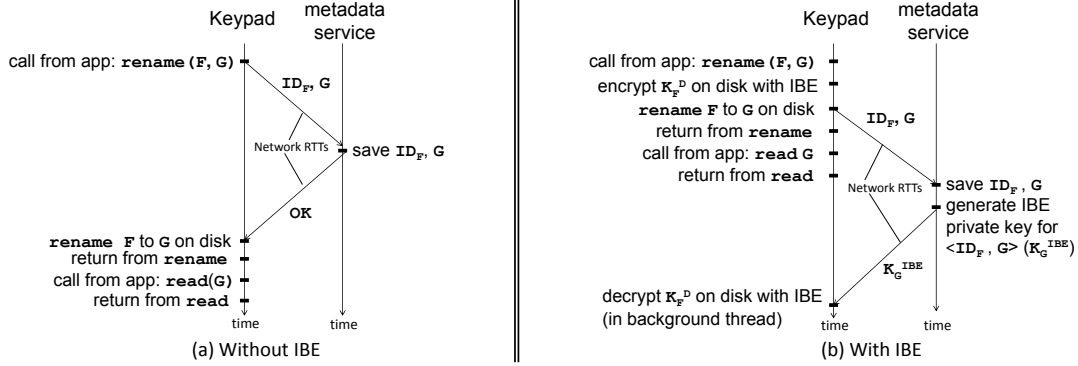 Keypad
metadata service
call from app: rename(F, G)
ID_F, G
Network RTTs
save ID_F, G
OK
rename F to G on disk
return from rename
call from app: read(G)
return from read
time
time
(a) Without IBE
Keypad
metadata service
call from app: rename(F, G)
encrypt K_F^D on disk with IBE
rename F to G on disk
ID_F, G
return from rename
call from app: read G
return from read
Network RTTs
save ID_F, G
generate IBE
private key for
<ID_F, G> (K_G^IBE)
K_G^IBE
decrypt K_F^D on disk with IBE
(in background thread)
time
time
(b) With IBE